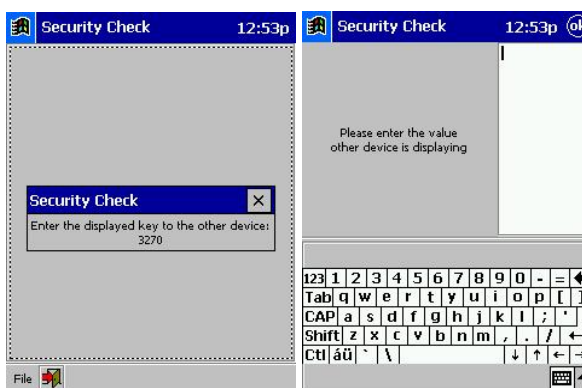 Security Check 12:53p
Security Check
Enter the displayed key to the other device:
3270
File
Security Check 12:53p ok
Please enter the value
other device is displaying
123 1 2 3 4 5 6 7 8 9 0 - =
Tab q w e r t y u i o p [ ]
CAP a s d f g h j k l ; '
Shift z x c v b n m , . /
Ctl áü ` \